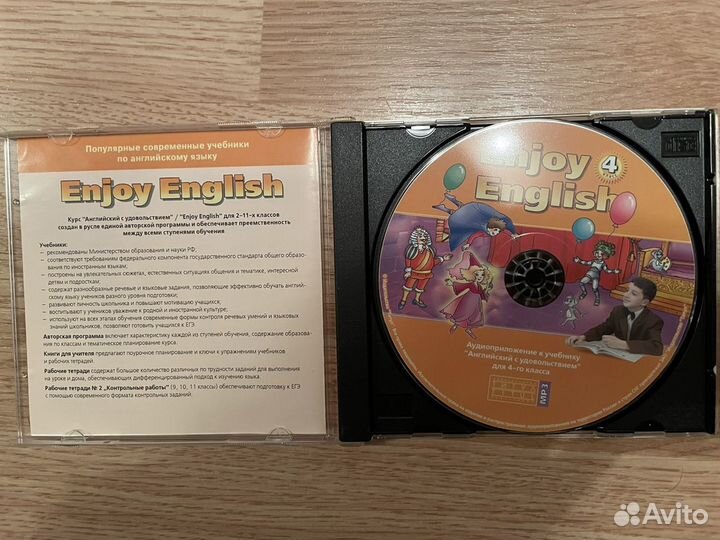 Популярные современные учебники
по английскому языку
Enjoy English
Курс "Английский с удовольствием" / "Enjoy English" для 2–11-х классов
создан в русле единой авторской программы и обеспечивает преемственность
между всеми ступенями обучения
Учебники:
– рекомендованы Министерством образования и науки РФ;
– соответствуют требованиям федерального компонента государственного стандарта общего образо-
вания по иностранным языкам;
– построены на увлекательных сюжетах, естественных ситуациях общения и тематике, интересной
детям и подросткам;
– содержат разнообразные речевые и языковые задания, позволяющие эффективно обучать англий-
скому языку учеников разного уровня подготовки;
– развивают личность школьника и повышают мотивацию учащихся;
– воспитывают у учеников уважение к родной и иностранной культуре;
– используют на всех этапах обучения современные формы контроля речевых умений и языковых
знаний школьников, позволяют готовить учащихся к ЕГЭ.
Авторская программа включает характеристику каждой из ступеней обучения, содержание образова-
ния по классам и тематическое планирование курса.
Книги для учителя предлагают поурочное планирование и ключи к упражнениям учебников
и рабочих тетрадей.
Рабочие тетради содержат большое количество различных по трудности заданий для выполнения
на уроке и дома, обеспечивающих дифференцированный подход к изучению языка.
Рабочие тетради № 2 „Контрольные работы" (9, 10, 11 классы) обеспечивают подготовку к ЕГЭ
с помощью современного формата контрольных заданий.
Enjoy 4
English
Аудиоприложение к учебнику
"Английский с удовольствием"
для 4–го класса
MP3
Avito